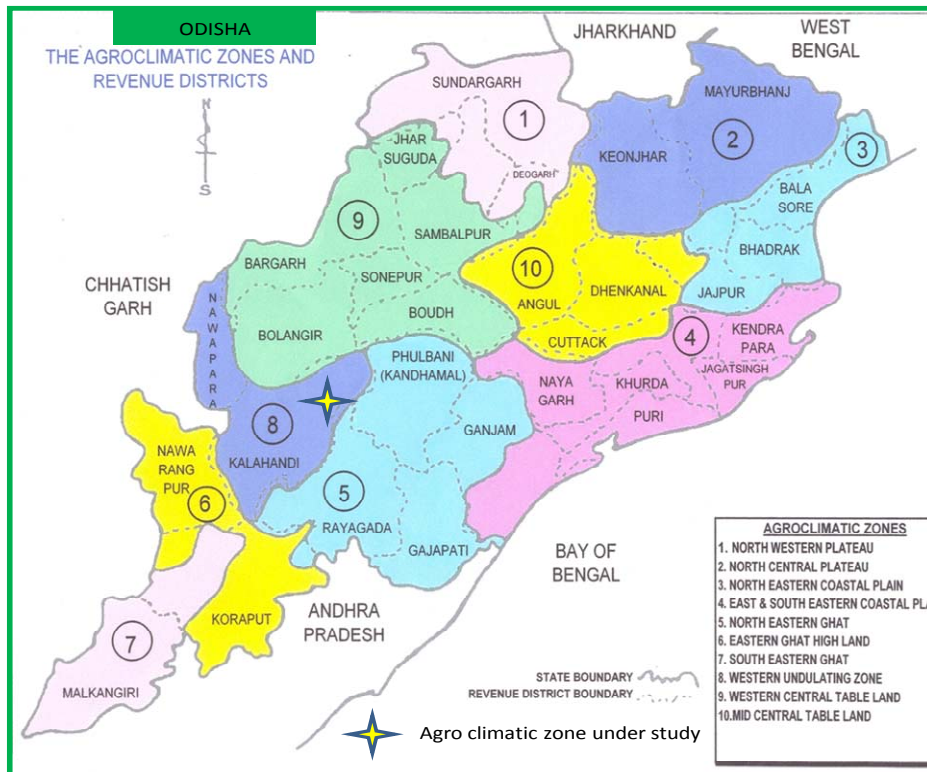 ODISHA
THE AGROCLIMATIC ZONES AND
REVENUE DISTRICTS
N
S
JHARKHAND
WEST
BENGAL
SUNDARGARH
1
MAYURBHANJ
2
3
JHAR
SUGUDA
KEONJHAR
DEOGARH
BALA
SORE
9
SAMBALPUR
BHADRAK
BARGARH
SONEPUR
10
ANGUL
DHENKANAL
JAJPUR
CHHATISH
GARH
NAWAPARA
BOLANGIR
BOUDH
CUTTACK
4
KENDRA
PARA
PHULBANI
(KANDHAMAL)
NAYA
GARH
KHURDA
JAGATSINGH
PUR
PURI
8
KALAHANDI
GANJAM
NAWA
RANG
PUR
6
5
RAYAGADA
GAJAPATI
BAY OF
BENGAL
KORAPUT
ANDHRA
PRADESH
7
MALKANGIRI
AGROCLIMATIC ZONES
1. NORTH WESTERN PLATEAU
2. NORTH CENTRAL PLATEAU
3. NORTH EASTERN COASTAL PLAIN
4. EAST & SOUTH EASTERN COASTAL PLA
5. NORTH EASTERN GHAT
6. EASTERN GHAT HIGH LAND
7. SOUTH EASTERN GHAT
8. WESTERN UNDULATING ZONE
9. WESTERN CENTRAL TABLE LAND
10.MID CENTRAL TABLE LAND
STATE BOUNDARY
REVENUE DISTRICT BOUNDARY
Agro climatic zone under study